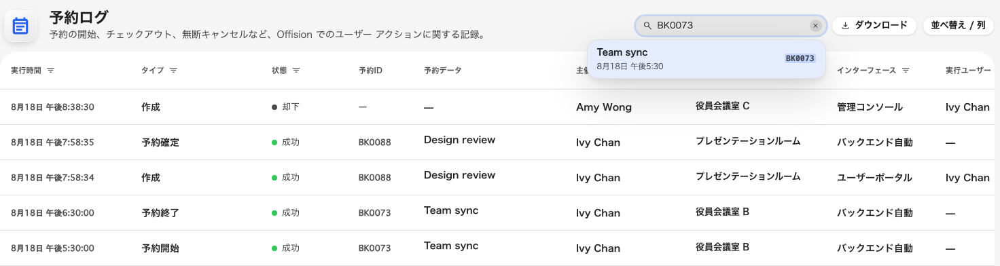 予約ログ
予約の開始、チェックアウト、無断キャンセルなど、Offision でのユーザー アクションに関する記録。
BK0073
ダウンロード
並べ替え / 列
Team sync
8月18日 午後5:30
BK0073
実行時間 タイプ 状態 予約ID 予約データ 主催 インターフェース 実行ユーザー
8月18日 午後8:38:30 作成 却下 — — Amy Wong 役員会議室 C 管理コンソール Ivy Chan
8月18日 午後7:58:35 予約確定 成功 BK0088 Design review Ivy Chan プレゼンテーションルーム バックエンド自動 —
8月18日 午後7:58:34 作成 成功 BK0088 Design review Ivy Chan プレゼンテーションルーム ユーザーポータル Ivy Chan
8月18日 午後6:30:00 予約終了 成功 BK0073 Team sync Ivy Chan 役員会議室 B バックエンド自動 —
8月18日 午後5:30:00 予約開始 成功 BK0073 Team sync Ivy Chan 役員会議室 B バックエンド自動 —